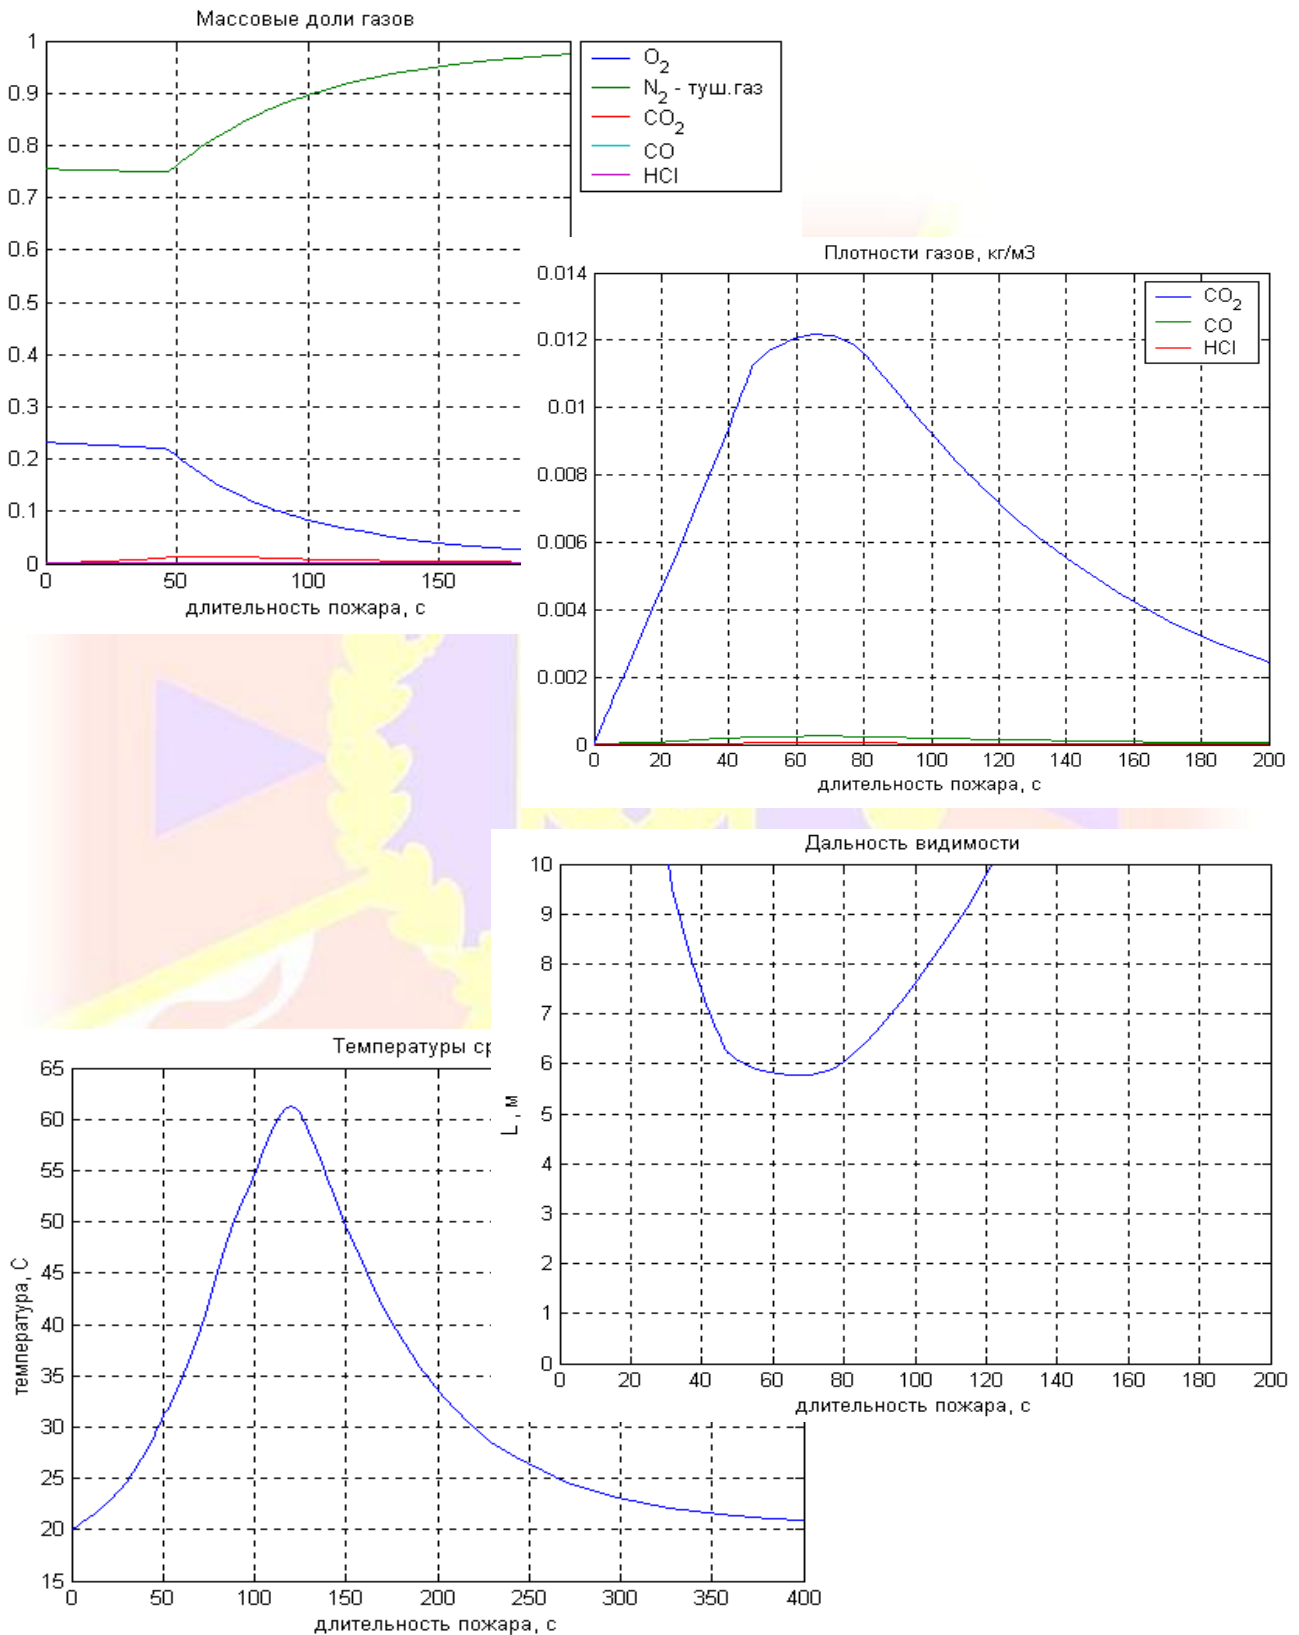 Массовые доли газов
1
0.9
0.8
0.7
0.6
0.5
0.4
0.3
0.2
0.1
0
0 50 100 150
длительность пожара, с
O2
N2 - туш.газ
CO2
CO
HCl
Плотности газов, кг/м3
0.014
0.012
0.01
0.008
0.006
0.004
0.002
0
0 20 40 60 80 100 120 140 160 180 200
длительность пожара, с
CO2
CO
HCl
Дальность видимости
10
9
8
7
6
5
4
3
2
1
0
L , м
0 20 40 60 80 100 120 140 160 180 200
длительность пожара, с
Температуры ср
65
60
55
50
45
40
35
30
25
20
15
температура, С
0 50 100 150 200 250 300 350 400
длительность пожара, с